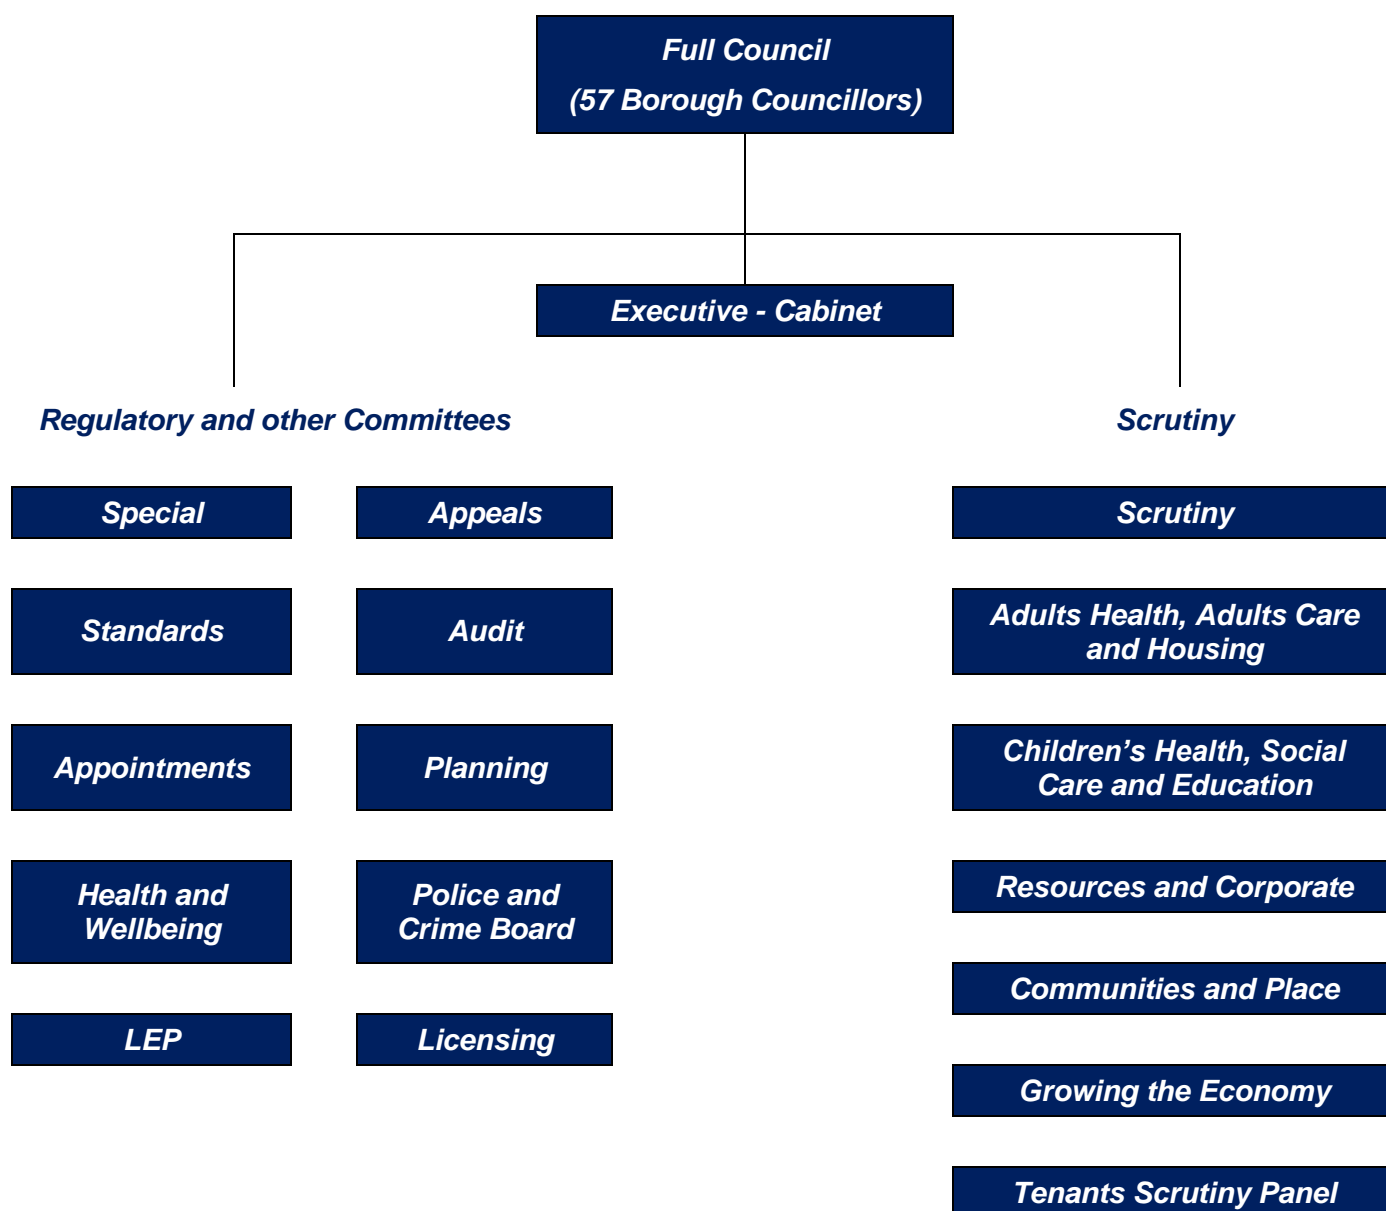 Full Council
(57 Borough Councillors)
Executive - Cabinet
Regulatory and other Committees
Scrutiny
Special
Appeals
Scrutiny
Standards
Audit
Adults Health, Adults Care
and Housing
Appointments
Planning
Children’s Health, Social
Care and Education
Health and
Wellbeing
Police and
Crime Board
Resources and Corporate
Communities and Place
LEP
Licensing
Growing the Economy
Tenants Scrutiny Panel